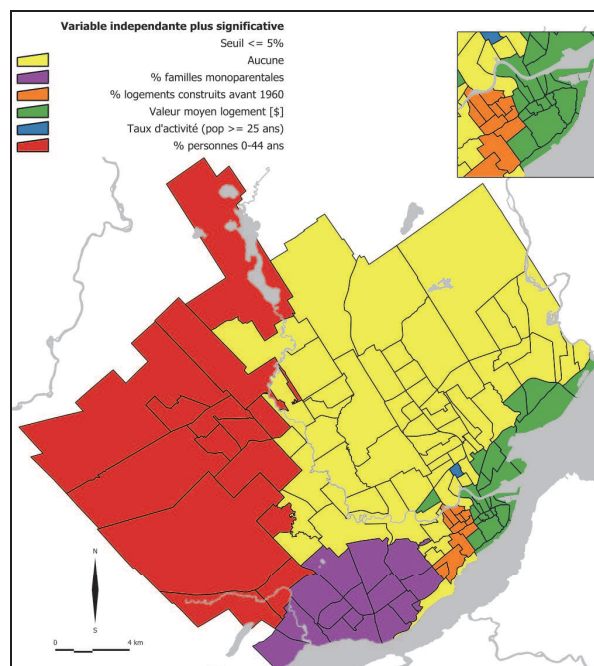 Variable independante plus significative
Seuil <= 5%
Aucune
% familles monoparentales
% logements construits avant 1960
Valeur moyen logement [$]
Taux d'activité (pop >= 25 ans)
% personnes 0-44 ans
N
S
0 4 km